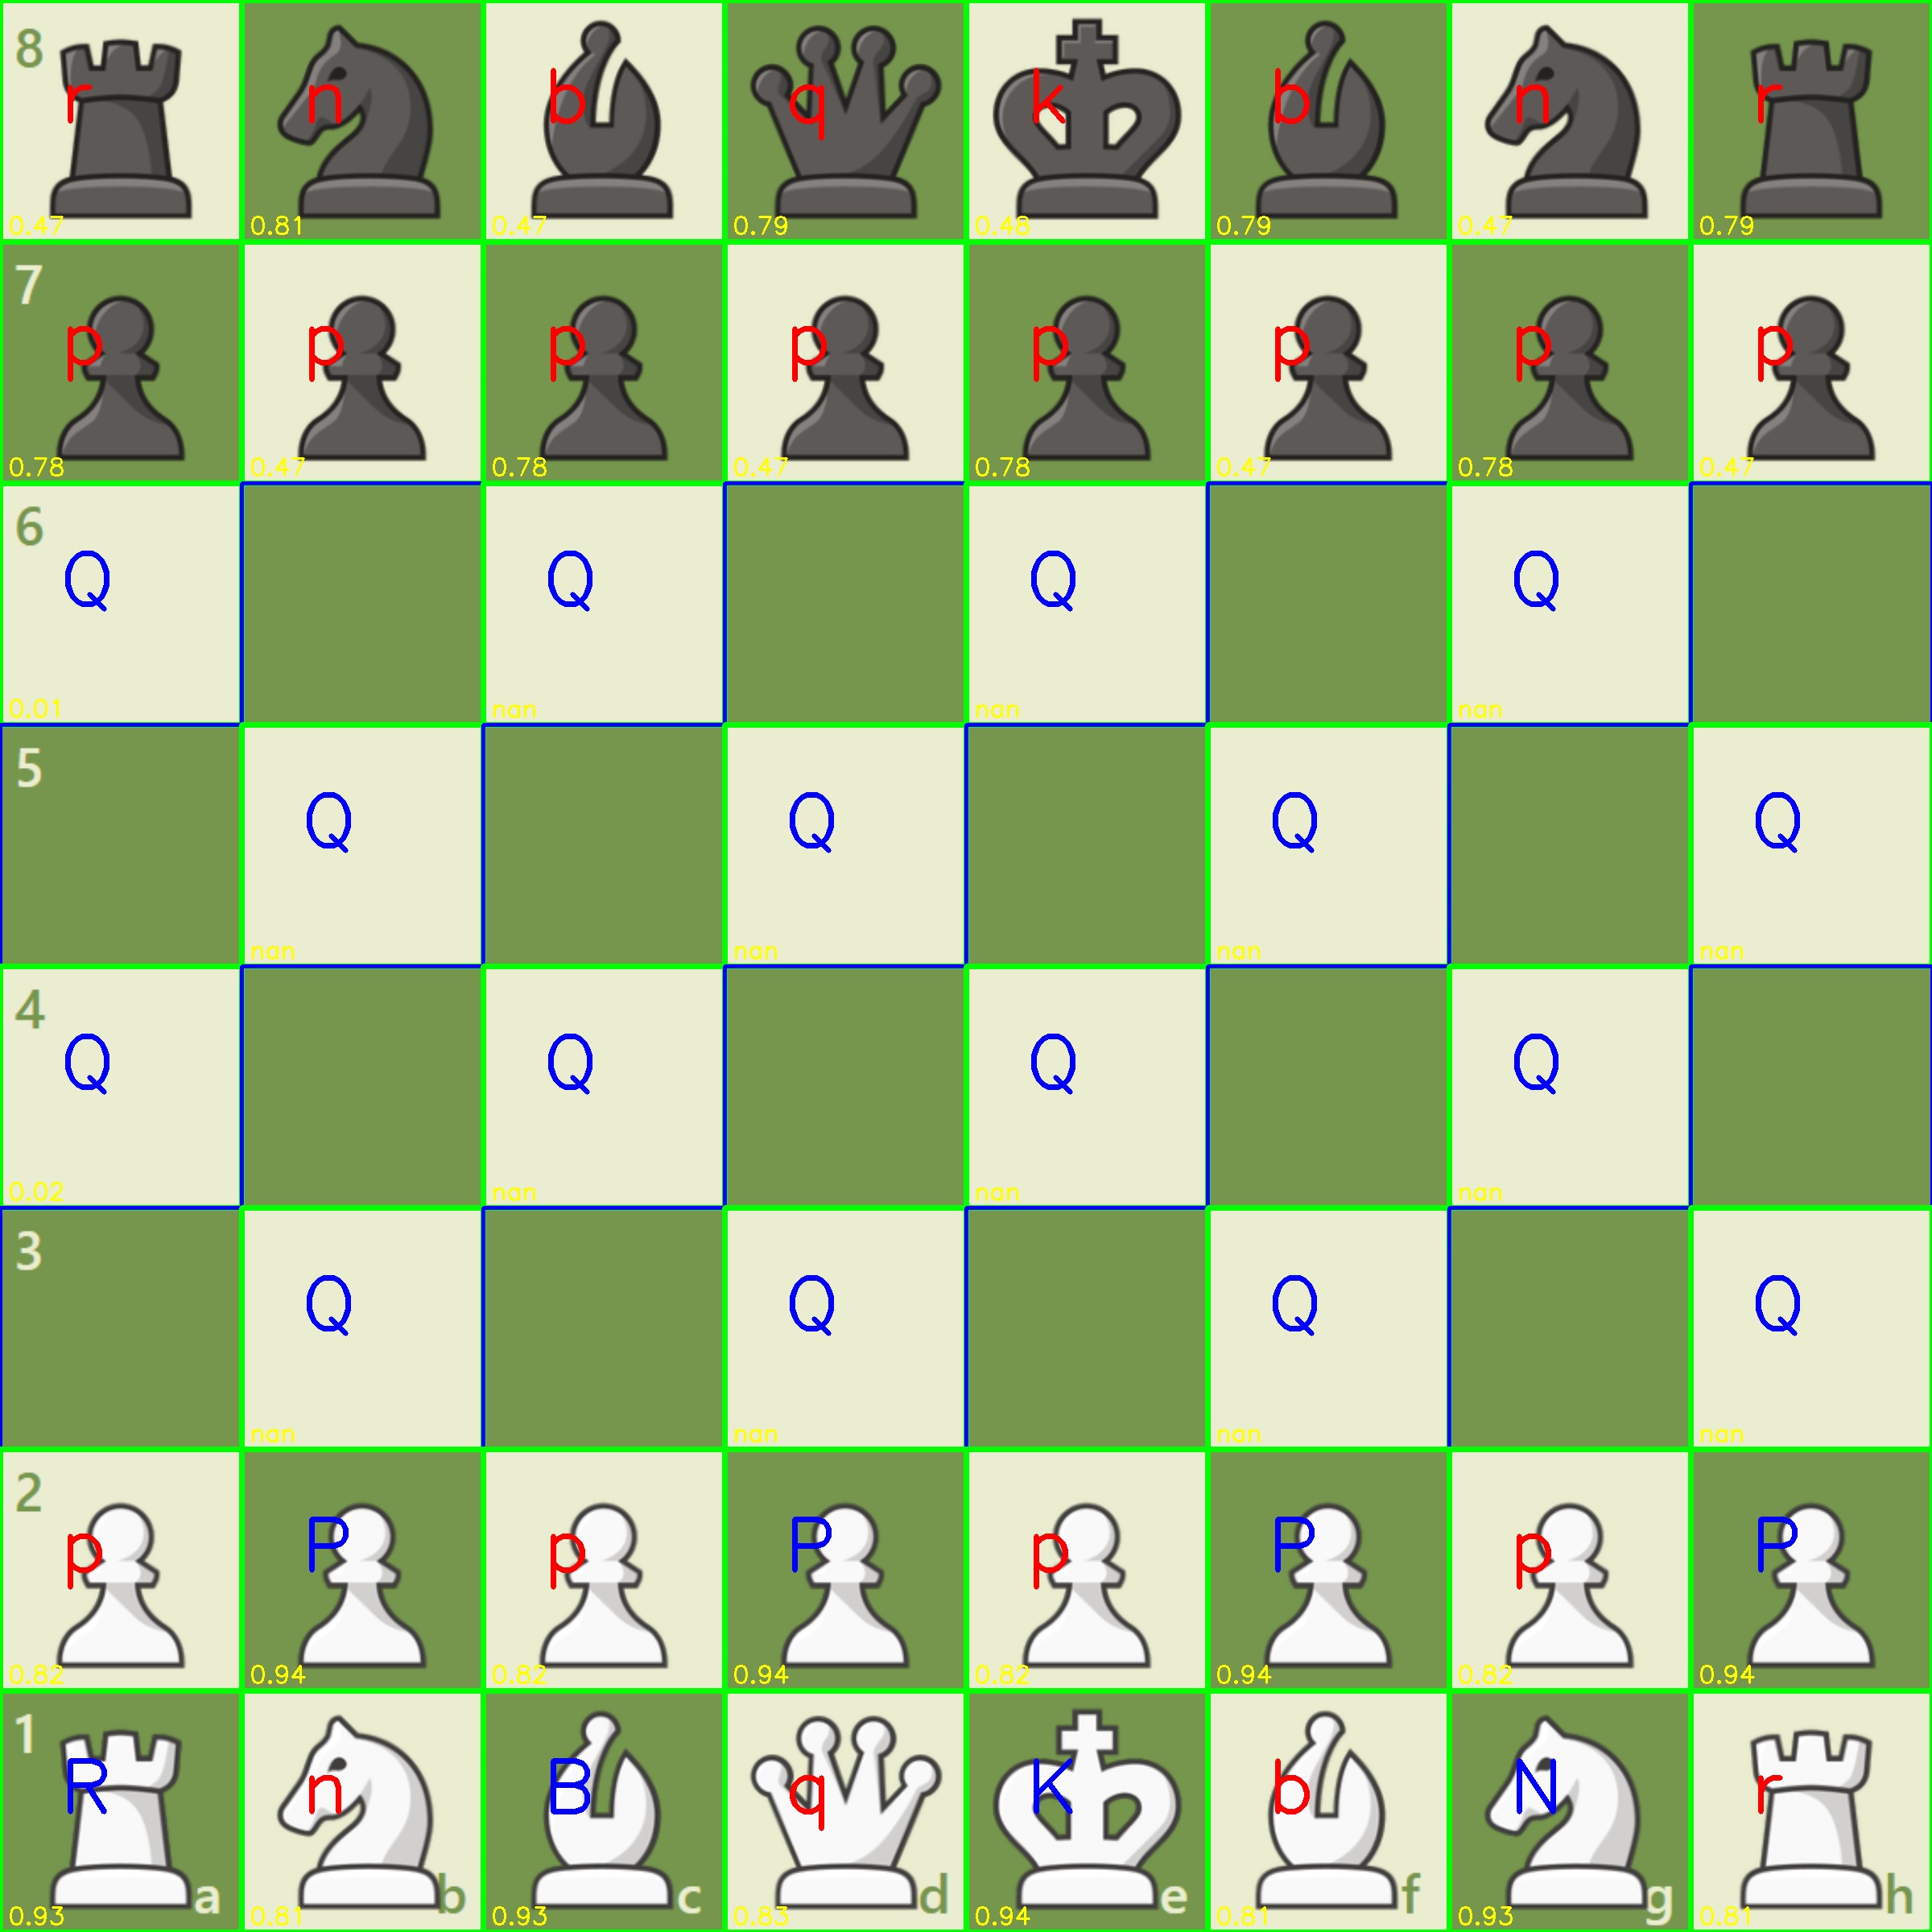 8 r n b q k b n r
0.47 0.81 0.47 0.79 0.48 0.79 0.47 0.79
7 p p p p p p p p
0.78 0.47 0.78 0.47 0.78 0.47 0.78 0.47
6 Q Q Q Q
0.01 nan nan nan
5 Q Q Q Q
nan nan nan nan
4 Q Q Q Q
0.02 nan nan nan
3 Q Q Q Q
nan nan nan nan
2 p P p P p P p P
0.82 0.94 0.82 0.94 0.82 0.94 0.82 0.94
1 R n B q K b N r
a b c d e f g h
0.93 0.81 0.93 0.83 0.94 0.81 0.93 0.81